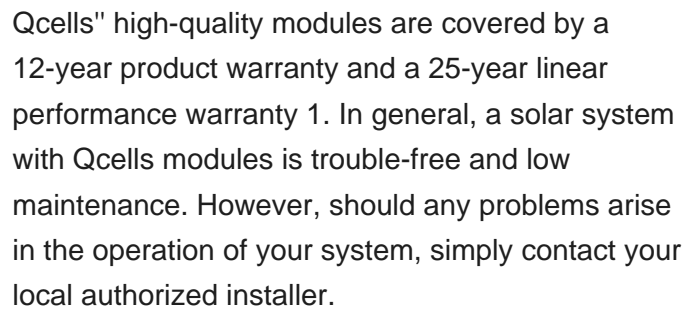 Qcells" high-quality modules are covered by a
12-year product warranty and a 25-year linear
performance warranty 1. In general, a solar system
with Qcells modules is trouble-free and low
maintenance. However, should any problems arise
in the operation of your system, simply contact your
local authorized installer.